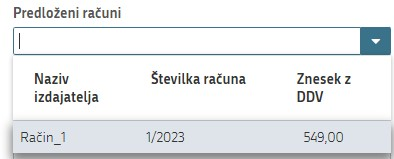 Predloženi računi
Naziv izdajatelja Številka računa Znesek z DDV
Račin_1 1/2023 549,00